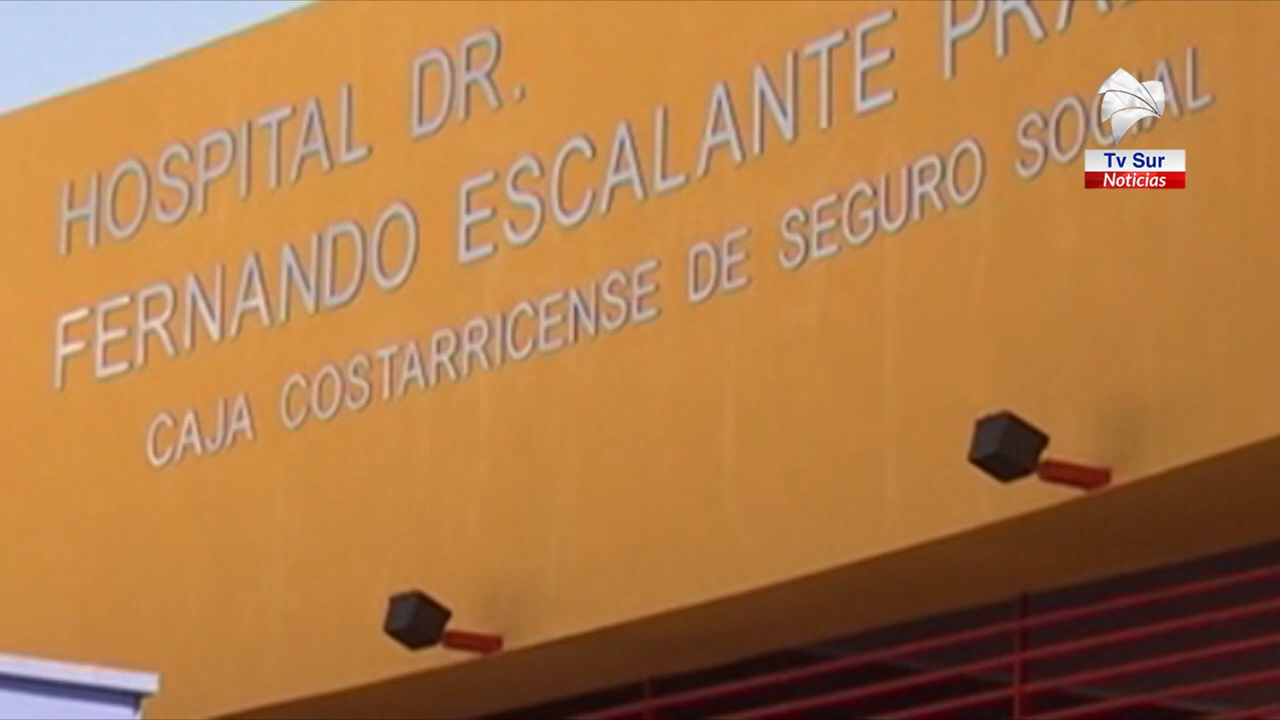 HOSPITAL DR.
FERNANDO ESCALANTE
CAJA COSTARRICENSE DE SEGURO SOCIAL
Tv Sur
Noticias